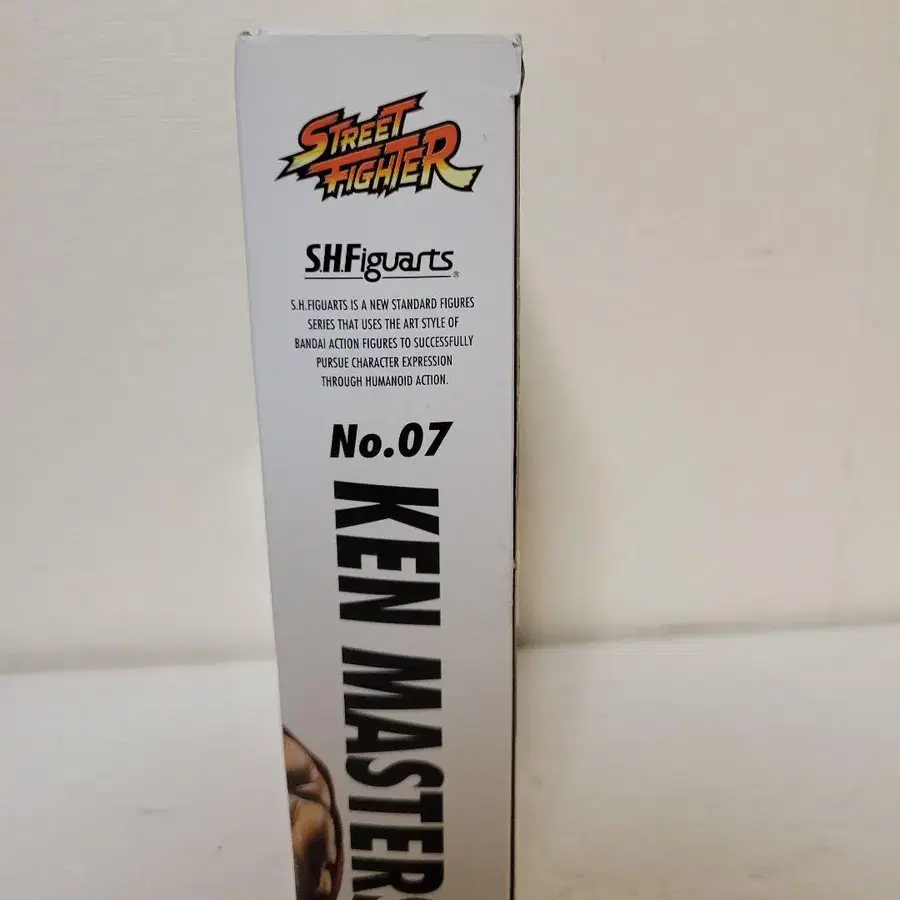 STREET
FIGHTER
S.H.Figuarts®
S.H.FIGUARTS IS A NEW STANDARD FIGURES
SERIES THAT USES THE ART STYLE OF
BANDAI ACTION FIGURES TO SUCCESSFULLY
PURSUE CHARACTER EXPRESSION
THROUGH HUMANOID ACTION.
No.07
KEN MASTERS